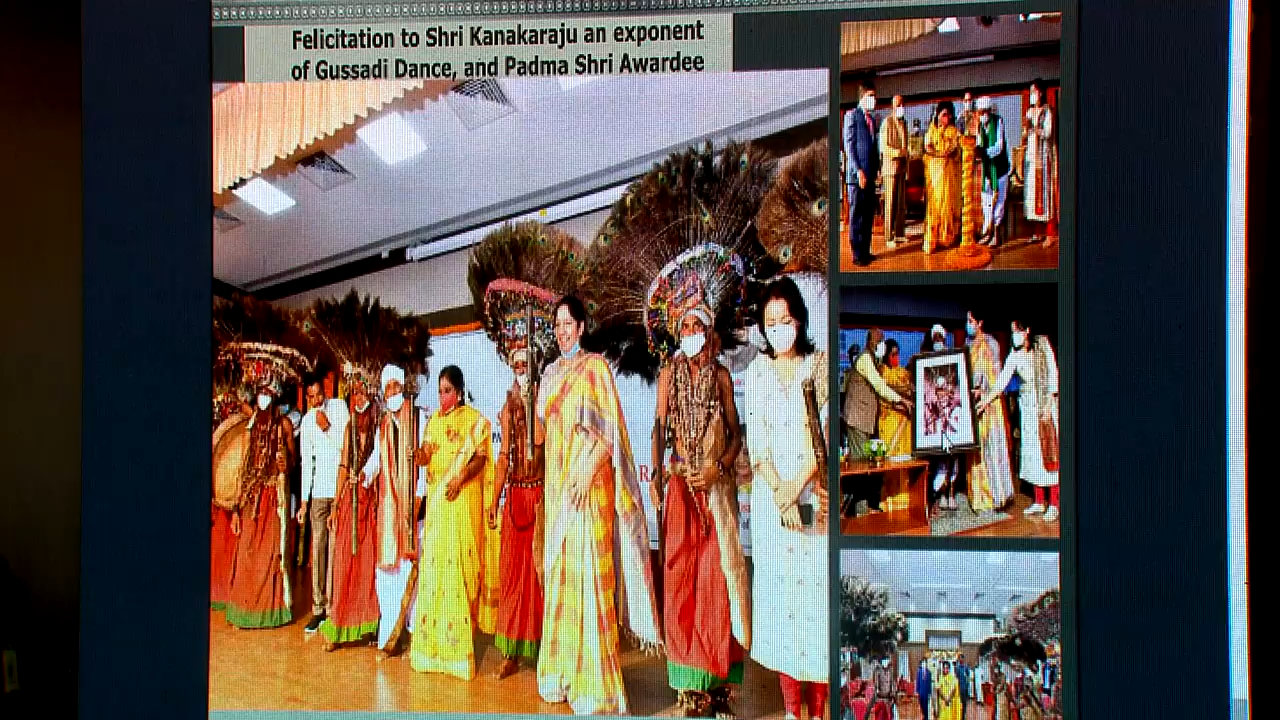 Felicitation to Shri Kanakaraju an exponent
of Gussadi Dance, and Padma Shri Awardee